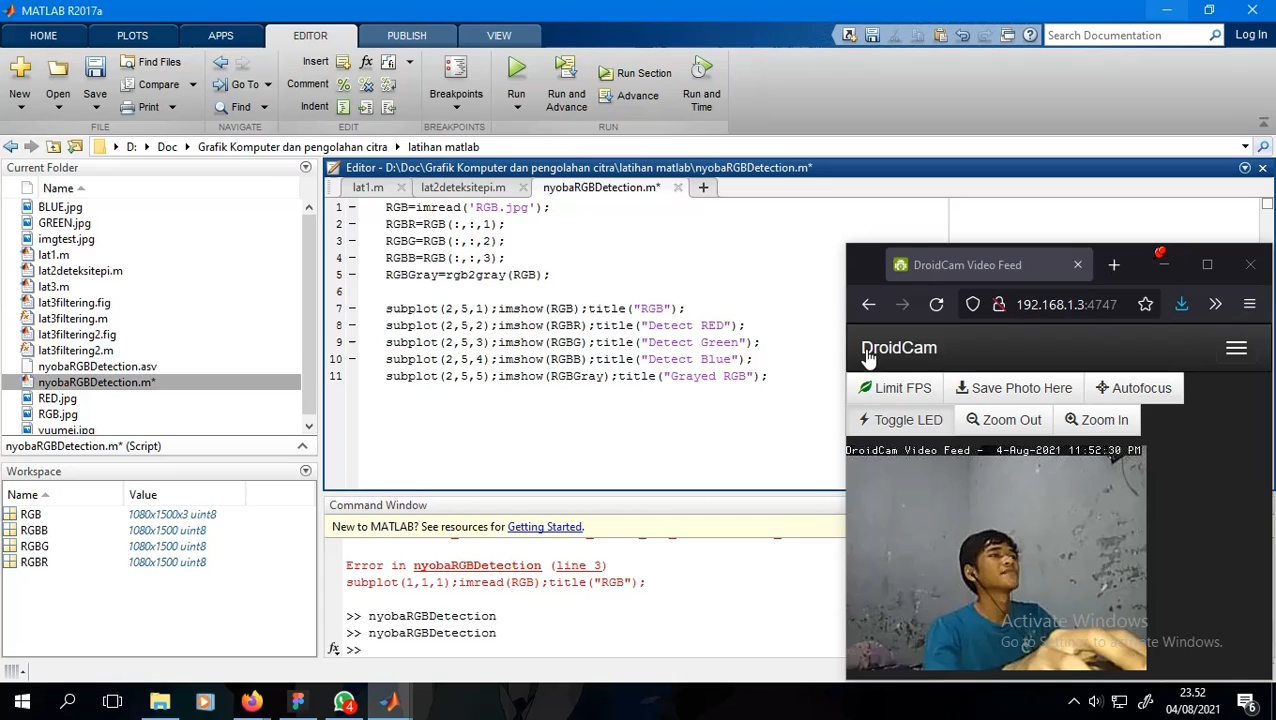 MATLAB R2017a
HOME PLOTS APPS EDITOR PUBLISH VIEW
Search Documentation Log In
New Open Save
Find Files
Compare
Print
FILE
Go To
Find
NAVIGATE
Insert
Comment
Indent
EDIT
Breakpoints
BREAKPOINTS
Run
Run and Advance
Run Section
Advance
Run and Time
RUN
D: Doc Grafik Komputer dan pengolahan citra latihan matlab
Current Folder
Name
BLUE.jpg
GREEN.jpg
imgtest.jpg
lat1.m
lat2deteksitepi.m
lat3.m
lat3filtering.fig
lat3filtering.m
lat3filtering2.fig
lat3filtering2.m
nyobaRGBDetection.asv
nyobaRGBDetection.m*
RED.jpg
RGB.jpg
yuumei.jpg
nyobaRGBDetection.m* (Script)
Workspace
Name Value
RGB 1080x1500x3 uint8
RGBB 1080x1500 uint8
RGBG 1080x1500 uint8
RGBR 1080x1500 uint8
Editor - D:\Doc\Grafik Komputer dan pengolahan citra\latihan matlab\nyobaRGBDetection.m*
lat1.m lat2deteksitepi.m nyobaRGBDetection.m*
1 RGB=imread('RGB.jpg');
2 RGBR=RGB(:,:,1);
3 RGBG=RGB(:,:,2);
4 RGBB=RGB(:,:,3);
5 RGBGray=rgb2gray(RGB);
6
7 subplot(2,5,1);imshow(RGB);title("RGB");
8 subplot(2,5,2);imshow(RGBR);title("Detect RED");
9 subplot(2,5,3);imshow(RGBG);title("Detect Green");
10 subplot(2,5,4);imshow(RGBB);title("Detect Blue");
11 subplot(2,5,5);imshow(RGBGray);title("Grayed RGB");
Command Window
New to MATLAB? See resources for Getting Started.
Error in nyobaRGBDetection (line 3)
subplot(1,1,1);imread(RGB);title("RGB");
>> nyobaRGBDetection
>> nyobaRGBDetection
fx >>
DroidCam Video Feed
192.168.1.3:4747
DroidCam
Limit FPS Save Photo Here Autofocus
Toggle LED Zoom Out Zoom In
DroidCam Video Feed - 4-Aug-2021 11:52:30 PM
Activate Windows
Go to Settings to activate Windows.
4
23.52
04/08/2021
6